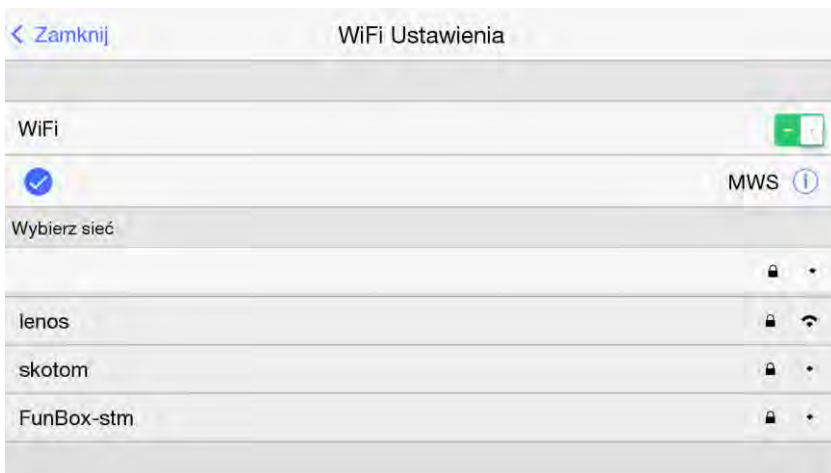 Zamknij WiFi Ustawienia
WiFi
MWS
Wybierz sieć
lenos
skotom
FunBox-stm